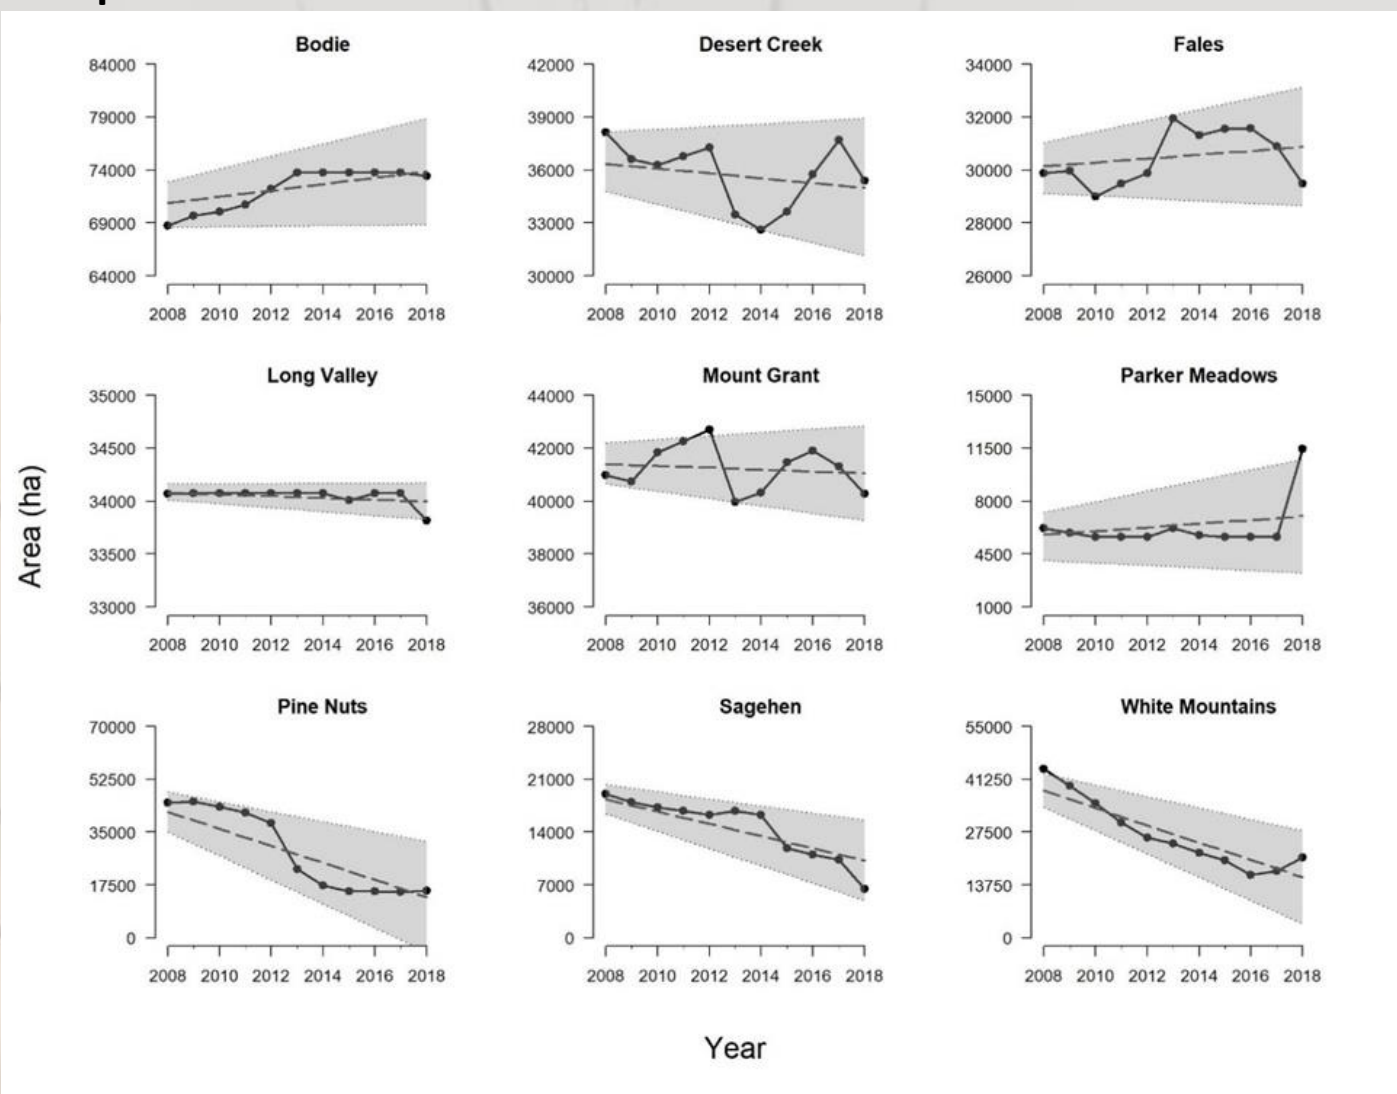 Bodie
84000
79000
74000
69000
64000
2008 2010 2012 2014 2016 2018
Desert Creek
42000
39000
36000
33000
30000
2008 2010 2012 2014 2016 2018
Fales
34000
32000
30000
28000
26000
2008 2010 2012 2014 2016 2018
Long Valley
35000
34500
34000
33500
33000
2008 2010 2012 2014 2016 2018
Mount Grant
44000
42000
40000
38000
36000
2008 2010 2012 2014 2016 2018
Parker Meadows
15000
11500
8000
4500
1000
2008 2010 2012 2014 2016 2018
Pine Nuts
70000
52500
35000
17500
0
2008 2010 2012 2014 2016 2018
Sagehen
28000
21000
14000
7000
0
2008 2010 2012 2014 2016 2018
White Mountains
55000
41250
27500
13750
0
2008 2010 2012 2014 2016 2018
Area (ha)
Year